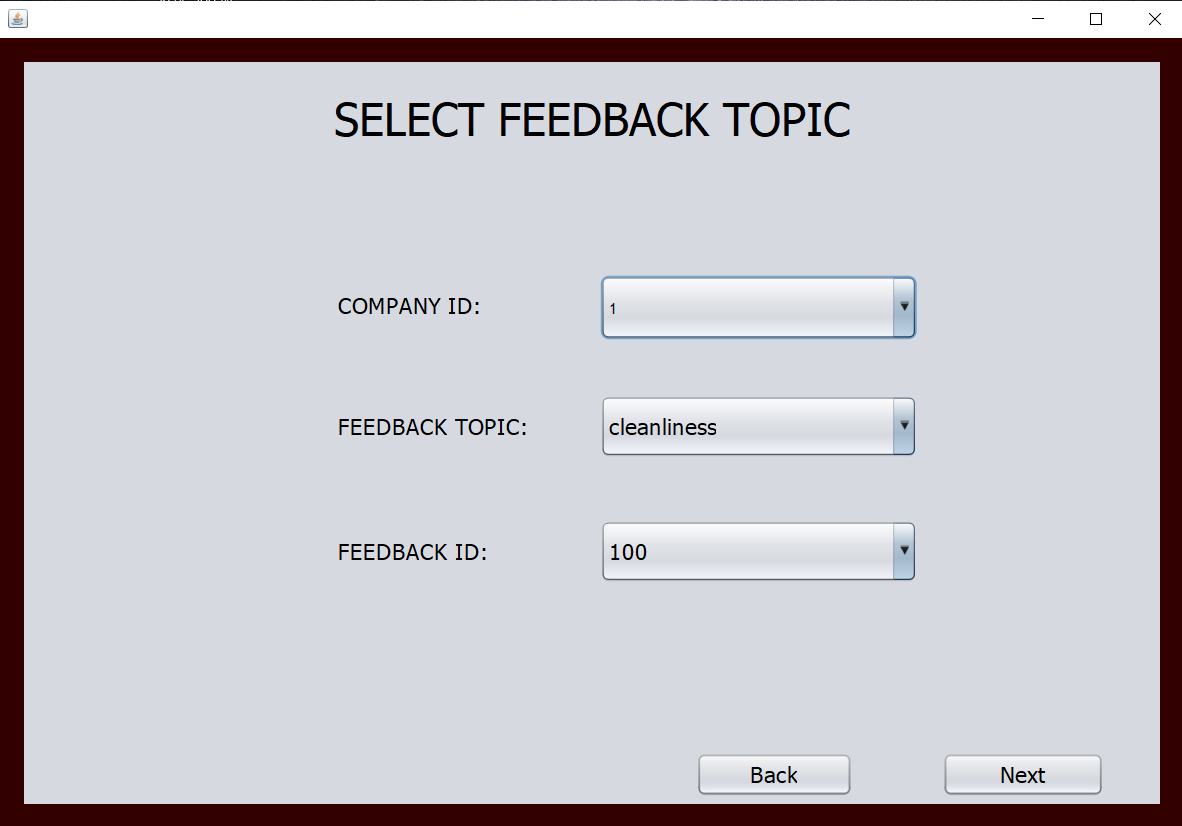 SELECT FEEDBACK TOPIC
COMPANY ID: 1
FEEDBACK TOPIC: cleanliness
FEEDBACK ID: 100
Back Next